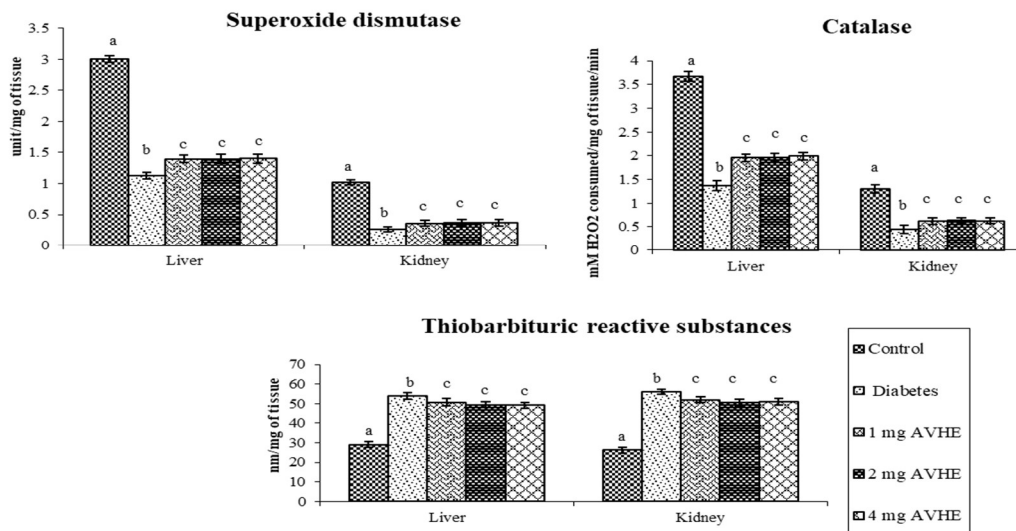 Superoxide dismutase
unit/mg of tissue
3.5
3
2.5
2
1.5
1
0.5
0
a
b
c
c
c
a
b
c
c
c
Liver
Kidney
Catalase
mM H2O2 consumed/mg of tisuue/min
4
3.5
3
2.5
2
1.5
1
0.5
0
a
b
c
c
c
a
b
c
c
c
Liver
Kidney
Thiobarbituric reactive substances
nm/mg of tissue
70
60
50
40
30
20
10
0
a
b
c
c
c
a
b
c
c
c
Liver
Kidney
Control
Diabetes
1 mg AVHE
2 mg AVHE
4 mg AVHE